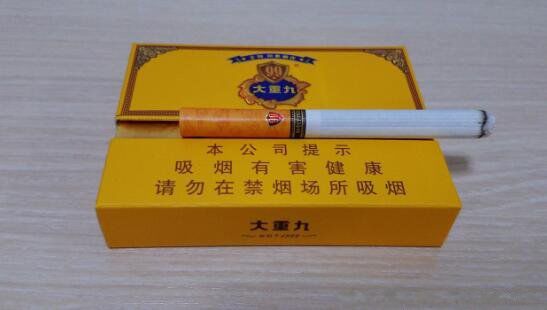 99
大重九
本公司提示
吸烟有害健康
请勿在禁烟场所吸烟
大重九